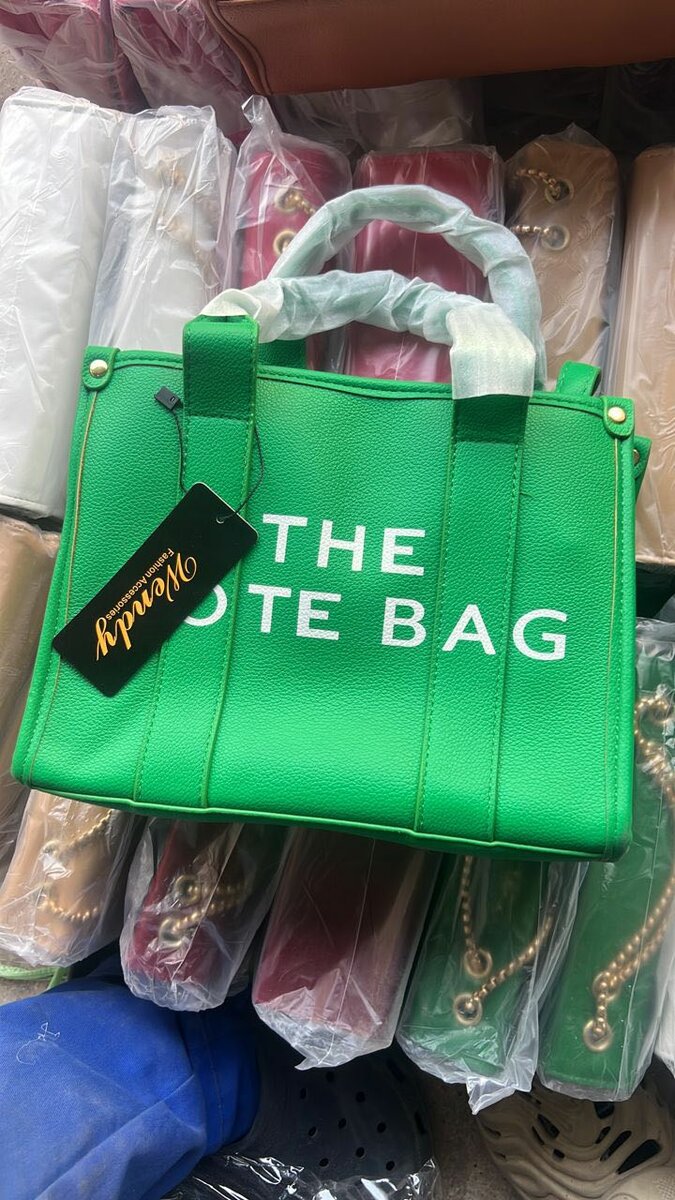 THE
OTE BAG
Wendy
Fashion Accessories